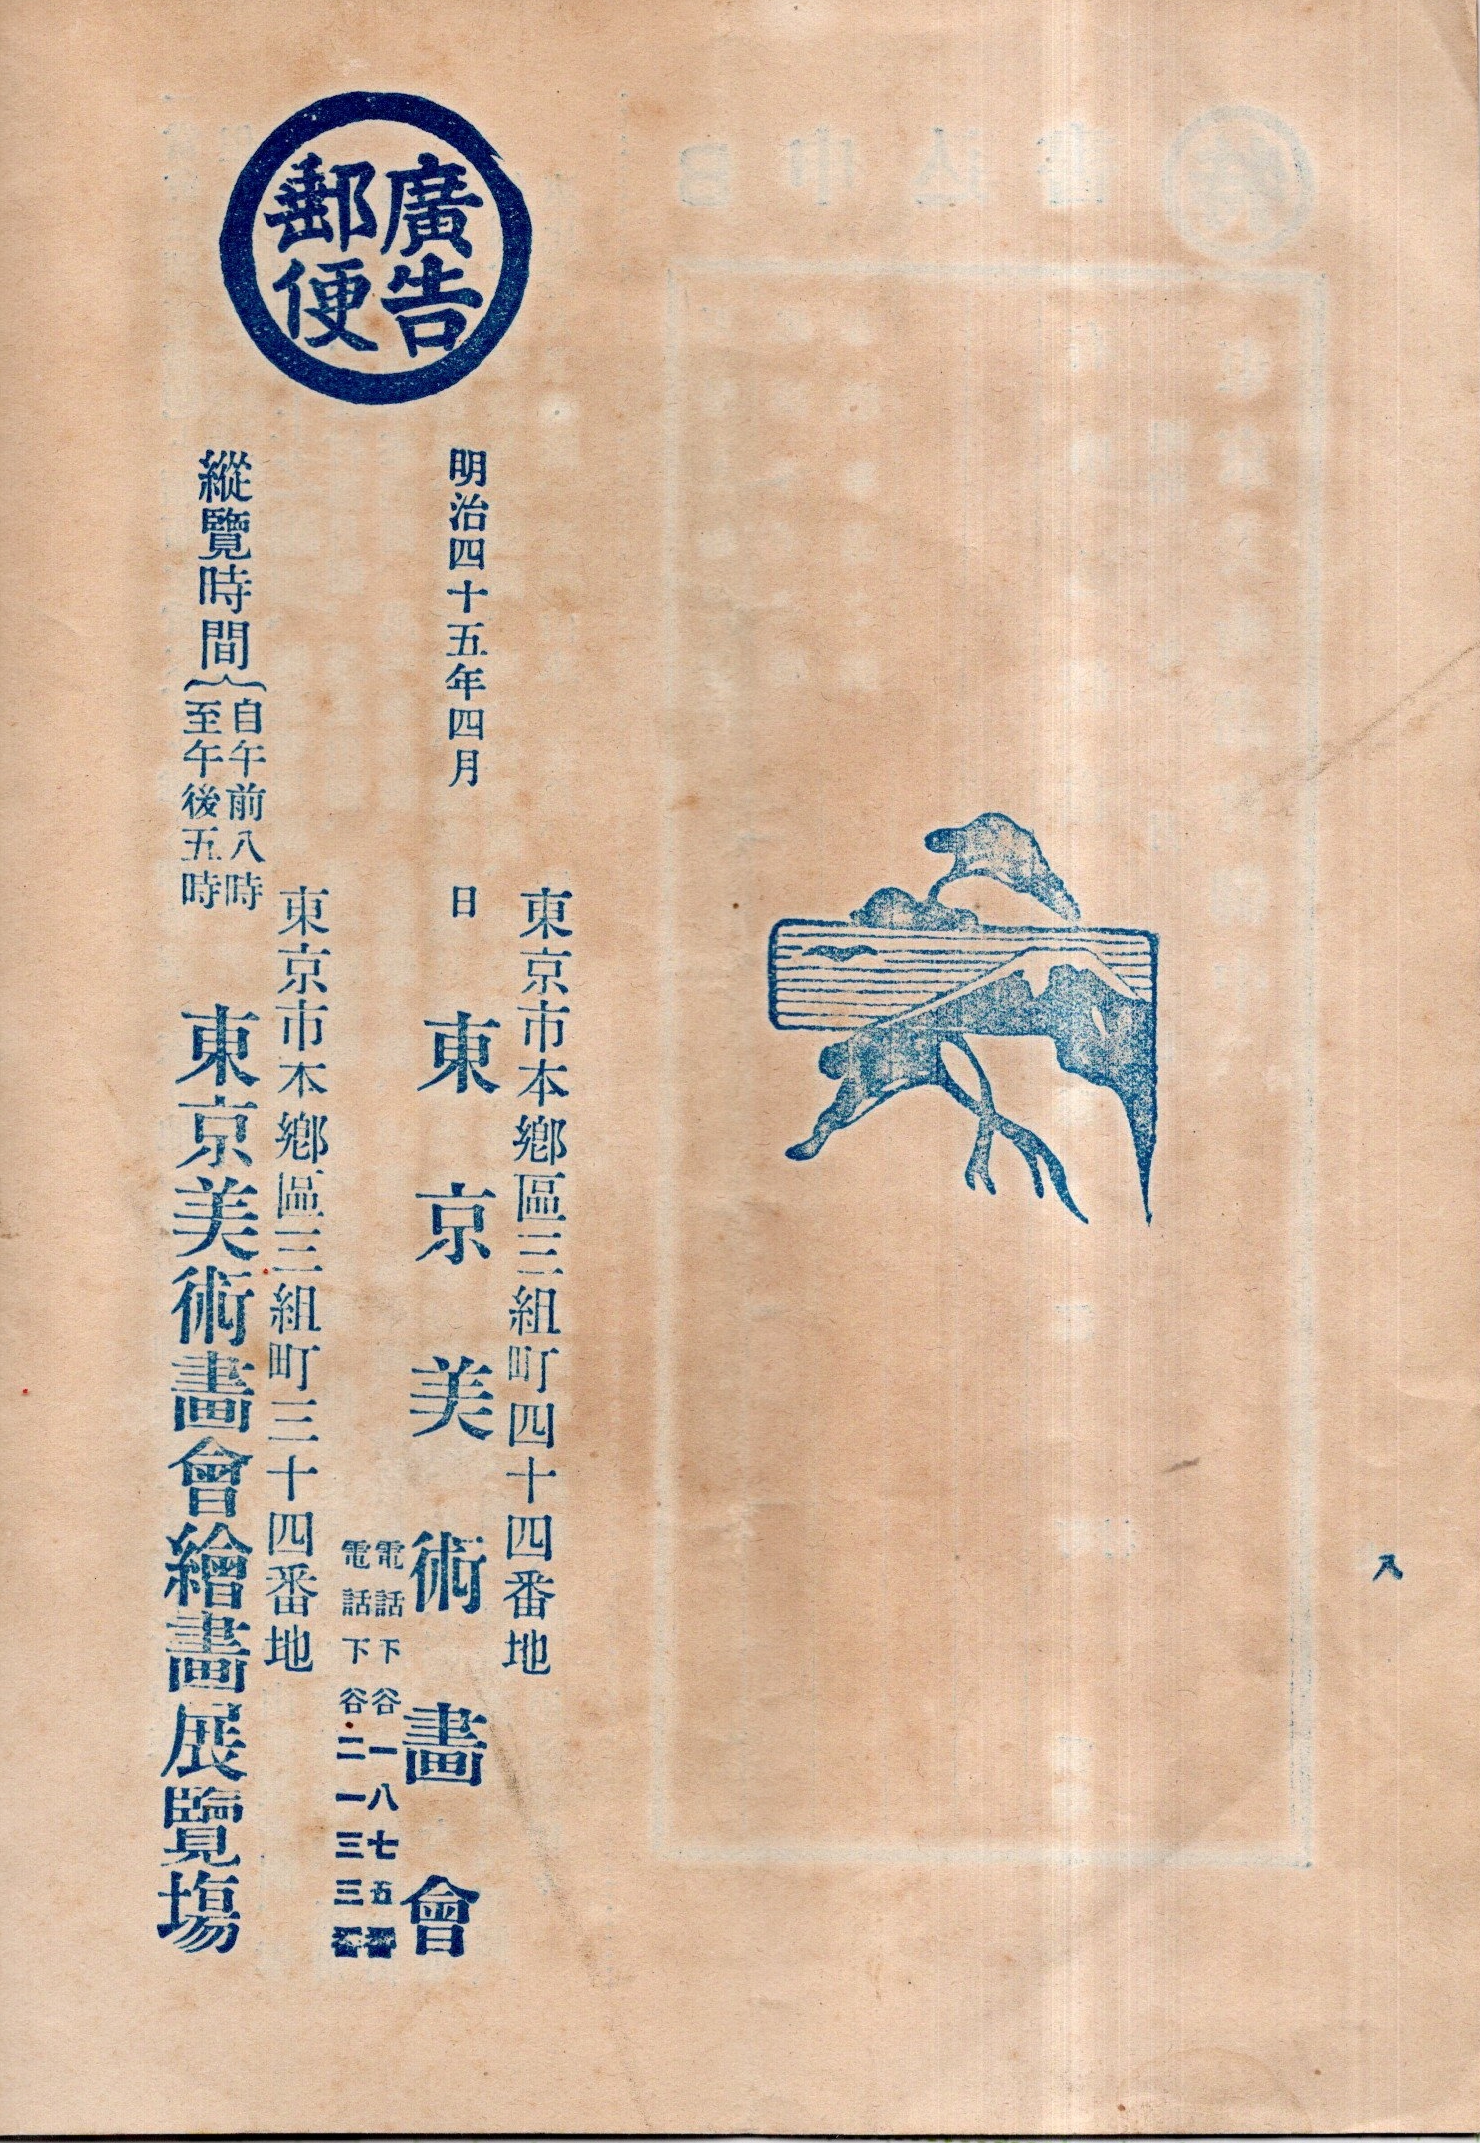 廣告
郵便
東京市本鄉區三組町四十四番地
明治四十五年四月 日 東京美術畫會
電話下谷一八七五番
電話下谷二一三三番
東京市本鄉區三組町三十四番地
縱覽時間
自午前八時
至午後五時
東京美術畫會繪畫展覽塲